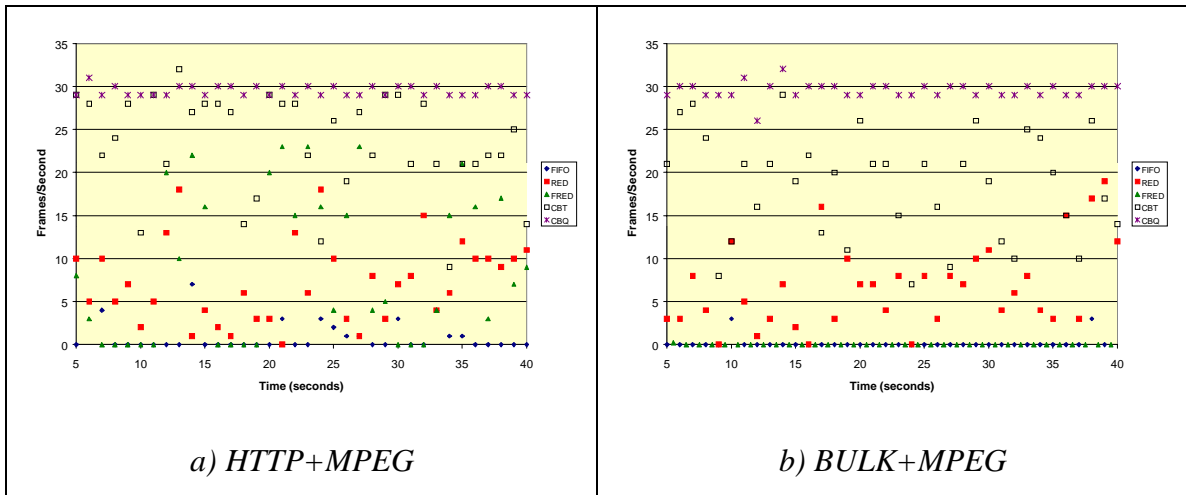 35
30
25
20
15
10
5
0
Frames/Second
5 10 15 20 25 30 35 40
Time (seconds)
FIFO
RED
FRED
CBT
CBQ
a) HTTP+MPEG
35
30
25
20
15
10
5
0
Frames/Second
5 10 15 20 25 30 35 40
Time (seconds)
FIFO
RED
FRED
CBT
CBQ
b) BULK+MPEG